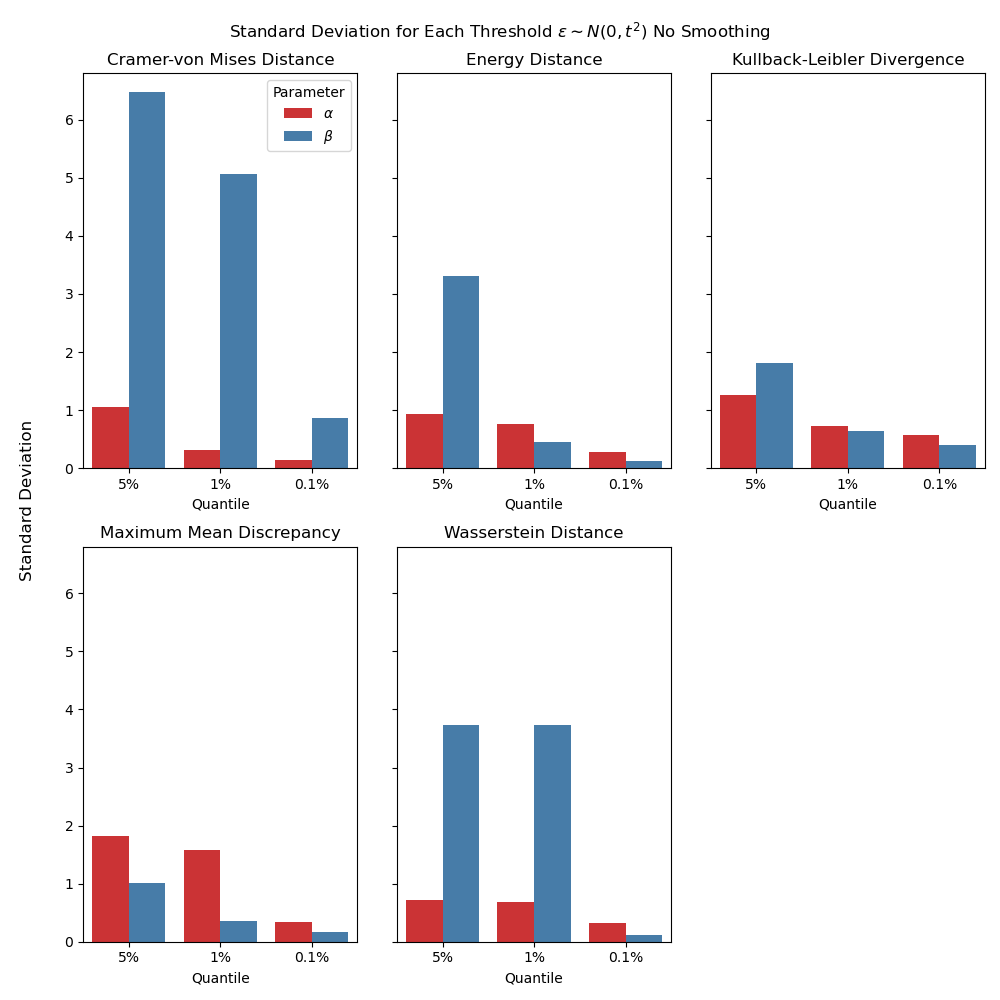 Standard Deviation for Each Threshold ε ~ N(0, t²) No Smoothing
Cramer-von Mises Distance
Energy Distance
Kullback-Leibler Divergence
Parameter
α
β
6
5
4
3
2
1
0
5% 1% 0.1%
5% 1% 0.1%
5% 1% 0.1%
Quantile
Quantile
Quantile
Standard Deviation
Maximum Mean Discrepancy
Wasserstein Distance
6
5
4
3
2
1
0
5% 1% 0.1%
5% 1% 0.1%
Quantile
Quantile